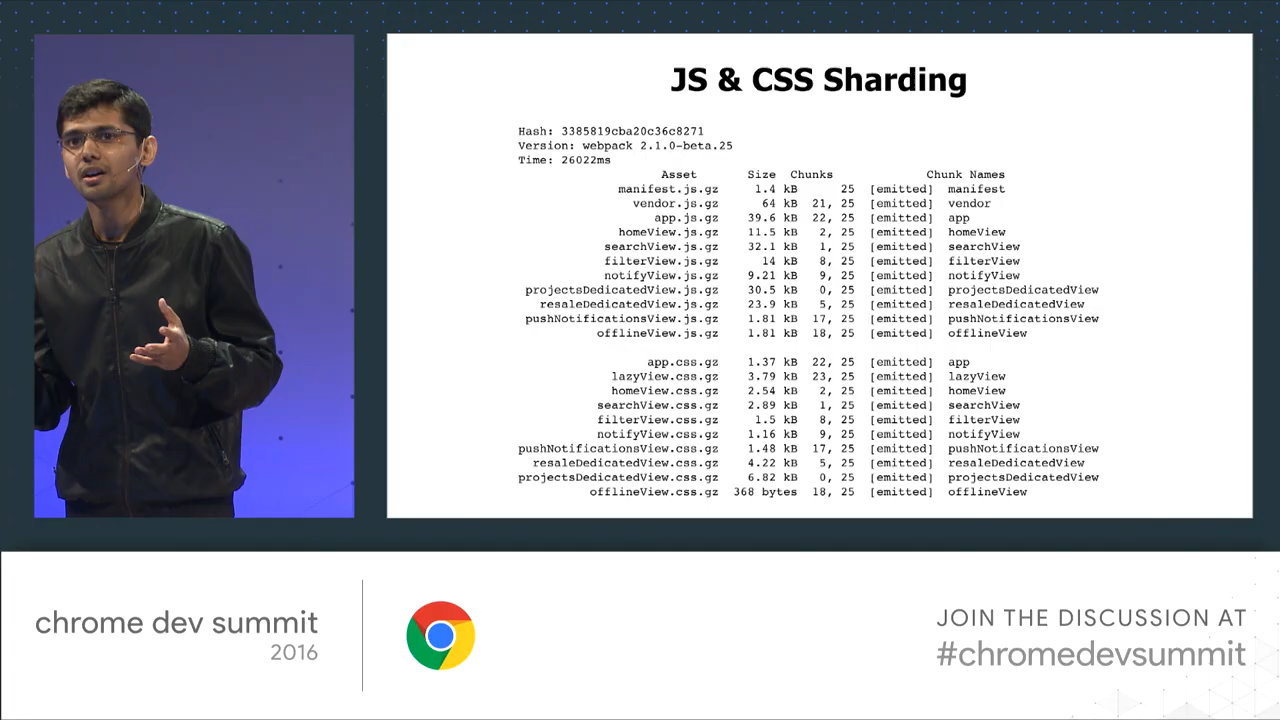 JS & CSS Sharding
Hash: 3385819cba20c36c8271
Version: webpack 2.1.0-beta.25
Time: 26022ms
Asset Size Chunks Chunk Names
manifest.js.gz 1.4 kB 25 [emitted] manifest
vendor.js.gz 64 kB 21, 25 [emitted] vendor
app.js.gz 39.6 kB 22, 25 [emitted] app
homeView.js.gz 11.5 kB 2, 25 [emitted] homeView
searchView.js.gz 32.1 kB 1, 25 [emitted] searchView
filterView.js.gz 14 kB 8, 25 [emitted] filterView
notifyView.js.gz 9.21 kB 9, 25 [emitted] notifyView
projectsDedicatedView.js.gz 30.5 kB 0, 25 [emitted] projectsDedicatedView
resaleDedicatedView.js.gz 23.9 kB 5, 25 [emitted] resaleDedicatedView
pushNotificationsView.js.gz 1.81 kB 17, 25 [emitted] pushNotificationsView
offlineView.js.gz 1.81 kB 18, 25 [emitted] offlineView
app.css.gz 1.37 kB 22, 25 [emitted] app
lazyView.css.gz 3.79 kB 23, 25 [emitted] lazyView
homeView.css.gz 2.54 kB 2, 25 [emitted] homeView
searchView.css.gz 2.89 kB 1, 25 [emitted] searchView
filterView.css.gz 1.5 kB 8, 25 [emitted] filterView
notifyView.css.gz 1.16 kB 9, 25 [emitted] notifyView
pushNotificationsView.css.gz 1.48 kB 17, 25 [emitted] pushNotificationsView
resaleDedicatedView.css.gz 4.22 kB 5, 25 [emitted] resaleDedicatedView
projectsDedicatedView.css.gz 6.82 kB 0, 25 [emitted] projectsDedicatedView
offlineView.css.gz 368 bytes 18, 25 [emitted] offlineView
chrome dev summit
2016
JOIN THE DISCUSSION AT
#chromedevsummit